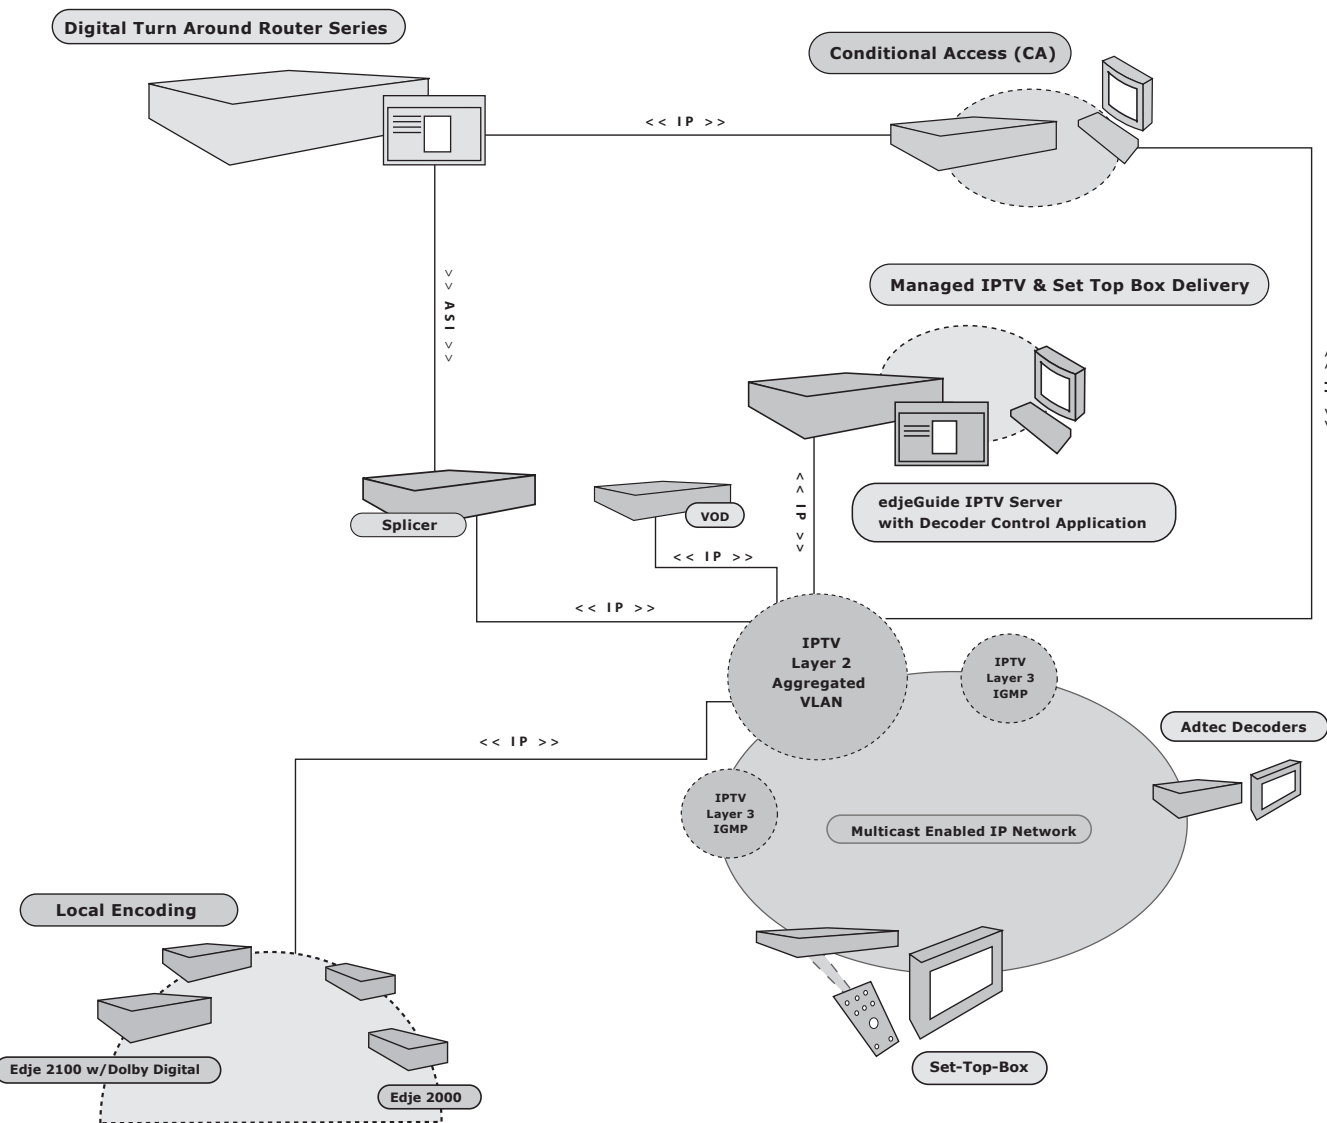 Digital Turn Around Router Series
Conditional Access (CA)
<< IP >>
>> ASI >>
Managed IPTV & Set Top Box Delivery
edjeGuide IPTV Server
with Decoder Control Application
Splicer
VOD
<< IP >>
<< IP >>
<< IP >>
IPTV
Layer 2
Aggregated
VLAN
IPTV
Layer 3
IGMP
Adtec Decoders
<< IP >>
IPTV
Layer 3
IGMP
Multicast Enabled IP Network
Local Encoding
Edje 2100 w/Dolby Digital
Edje 2000
Set-Top-Box